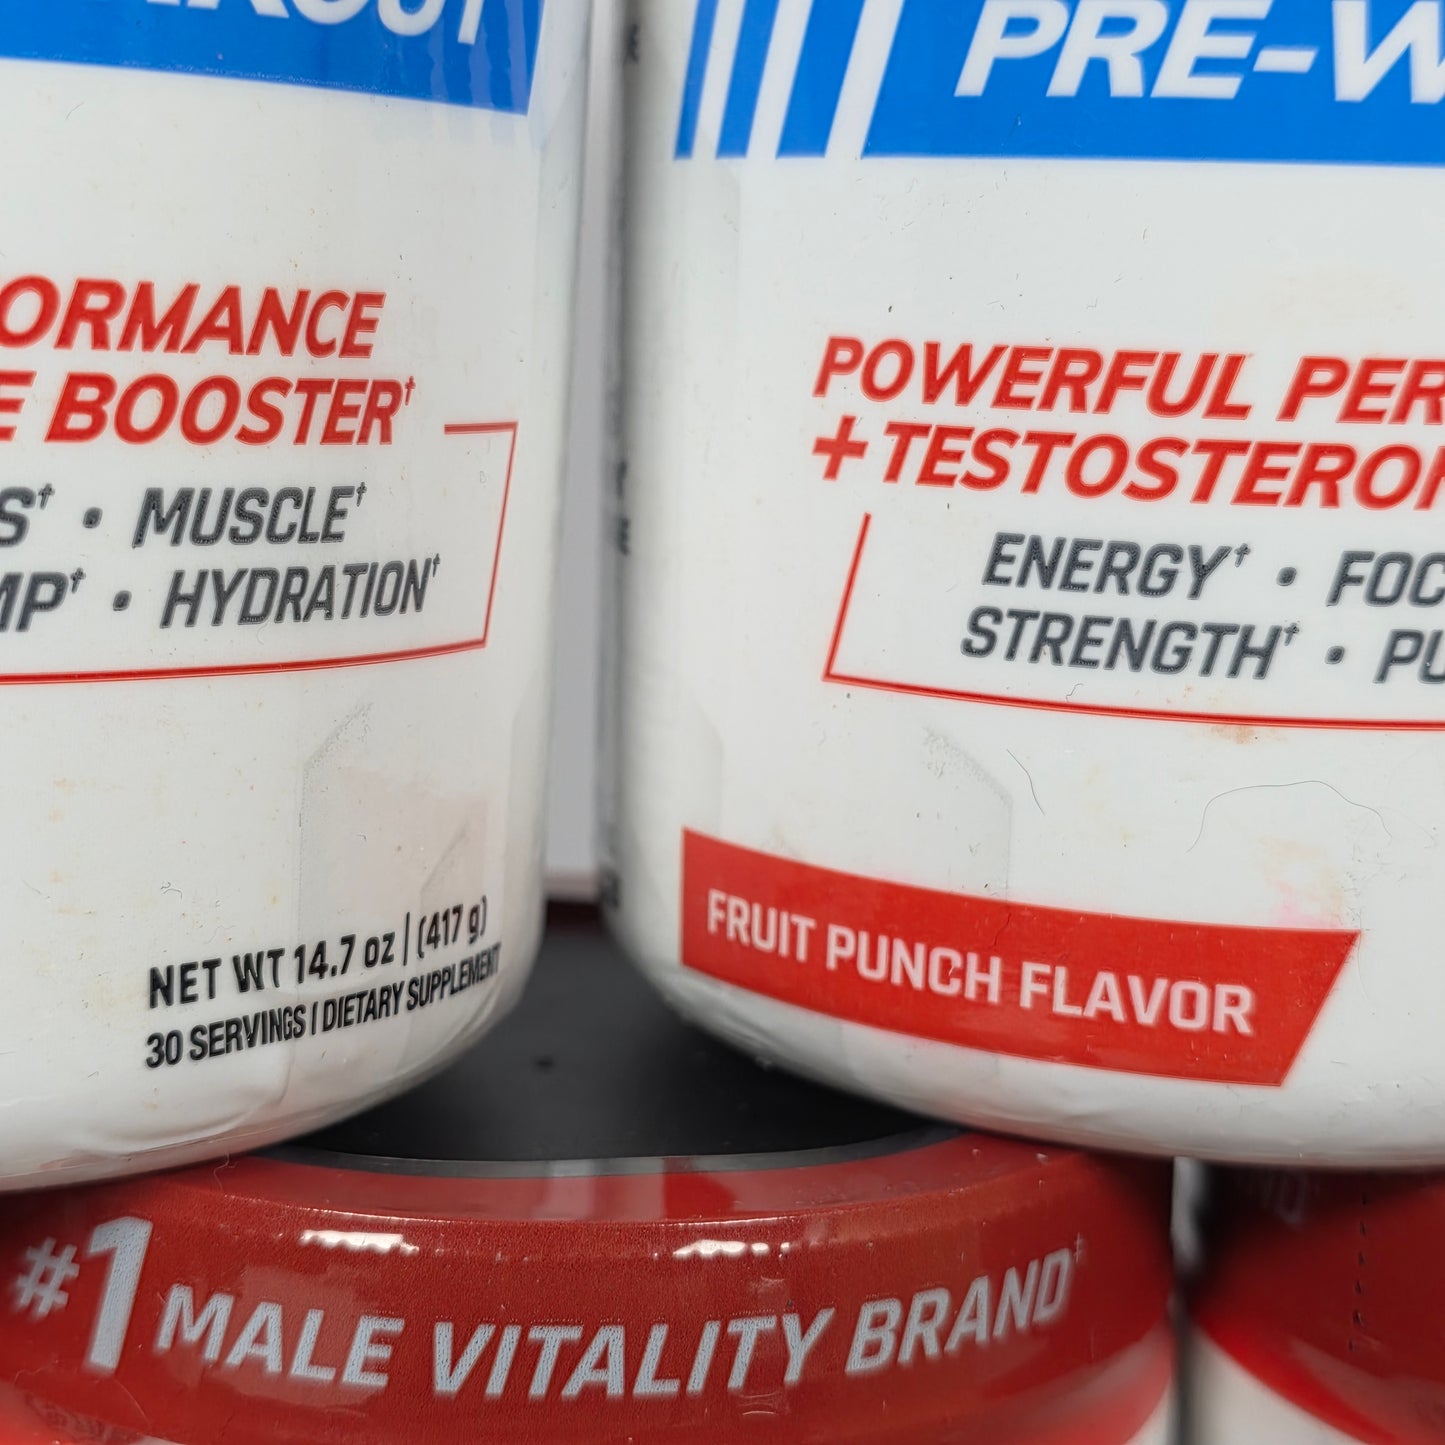 PRE-W
ORMANCE
E BOOSTER†
S† • MUSCLE†
MP† • HYDRATION†
NET WT 14.7 oz | (417 g)
30 SERVINGS | DIETARY SUPPLEMENT
POWERFUL PER
+TESTOSTERON
ENERGY† • FOC
STRENGTH† • PU
FRUIT PUNCH FLAVOR
#1 MALE VITALITY BRAND‡